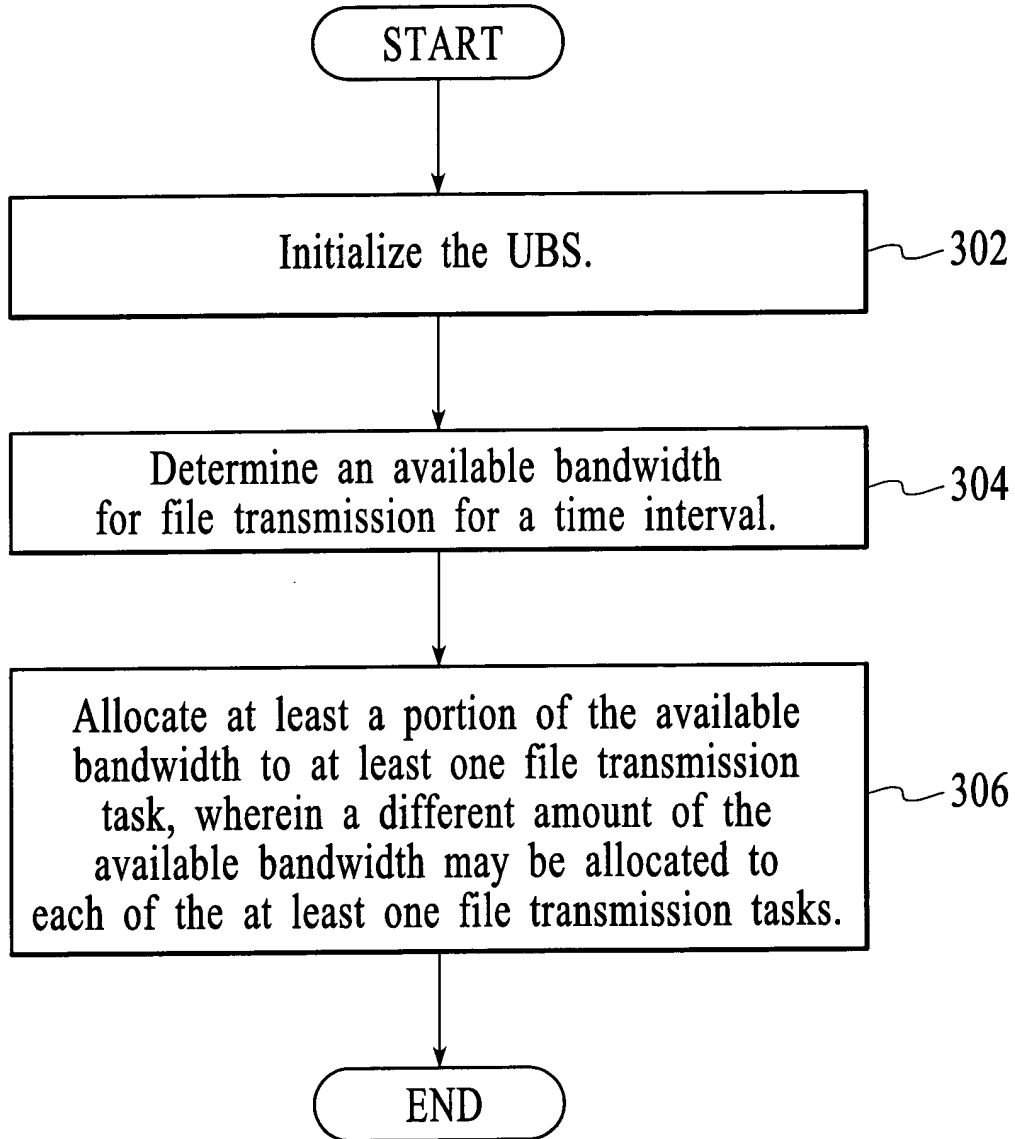 START
Initialize the UBS.
302
Determine an available bandwidth
for file transmission for a time interval.
304
Allocate at least a portion of the available
bandwidth to at least one file transmission
task, wherein a different amount of the
available bandwidth may be allocated to
each of the at least one file transmission tasks.
306
END